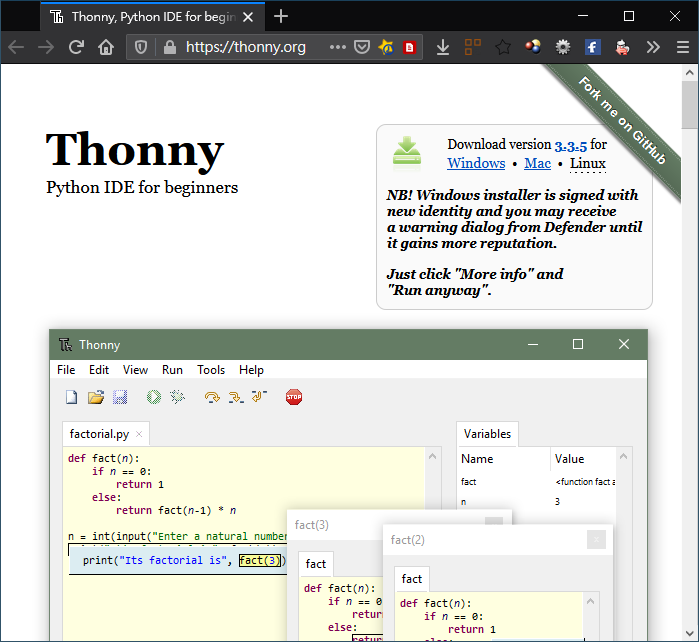 Thonny, Python IDE for begin
https://thonny.org
Fork me on GitHub
Thonny
Python IDE for beginners
Download version 3.3.5 for
Windows • Mac • Linux
NB! Windows installer is signed with
new identity and you may receive
a warning dialog from Defender until
it gains more reputation.
Just click "More info" and
"Run anyway".
Thonny
File Edit View Run Tools Help
STOP
factorial.py
def fact(n):
if n == 0:
return 1
else:
return fact(n-1) * n
n = int(input("Enter a natural number
print("Its factorial is", fact(3))
Variables
Name Value
fact <function fact a
n 3
fact(3)
fact
def fact(n):
if n == 0
retur
else:
retur
fact(2)
fact
def fact(n):
if n == 0:
return 1